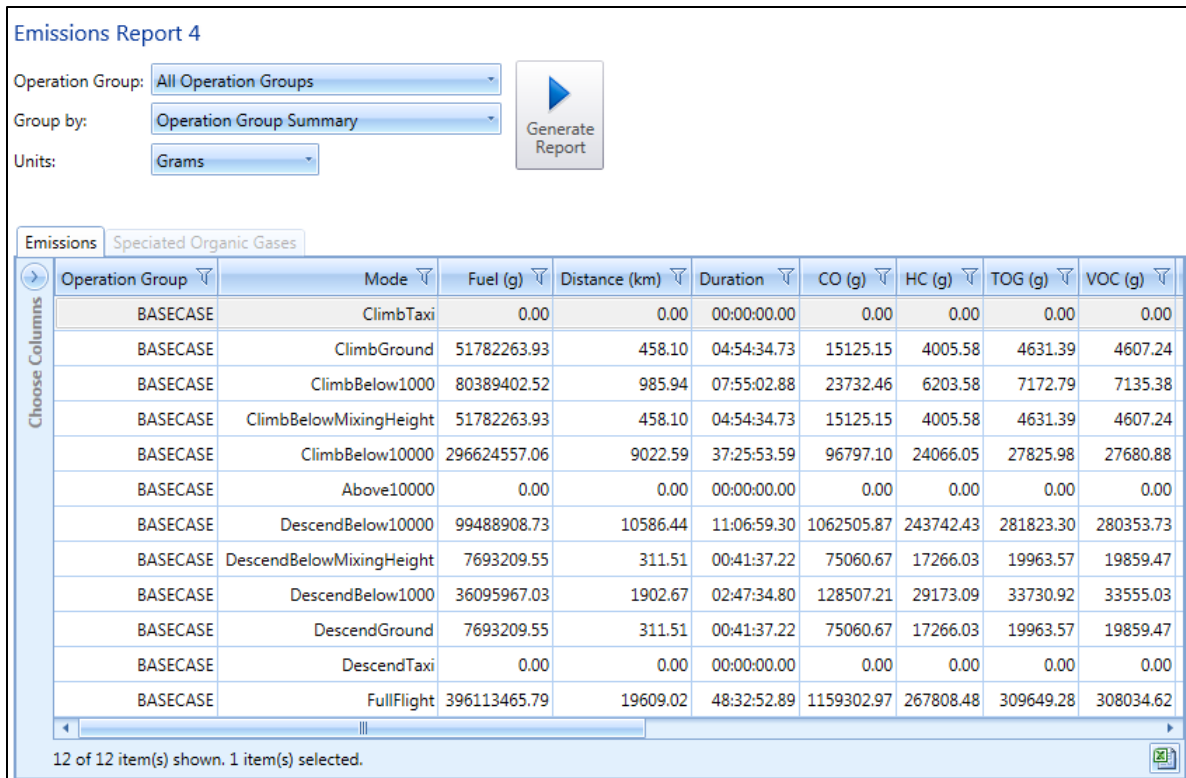 Emissions Report 4
Operation Group: All Operation Groups
Group by: Operation Group Summary
Generate Report
Units: Grams
Emissions Speciated Organic Gases
Choose Columns
Operation Group Mode Fuel (g) Distance (km) Duration CO (g) HC (g) TOG (g) VOC (g)
BASECASE ClimbTaxi 0.00 0.00 00:00:00.00 0.00 0.00 0.00 0.00
BASECASE ClimbGround 51782263.93 458.10 04:54:34.73 15125.15 4005.58 4631.39 4607.24
BASECASE ClimbBelow1000 80389402.52 985.94 07:55:02.88 23732.46 6203.58 7172.79 7135.38
BASECASE ClimbBelowMixingHeight 51782263.93 458.10 04:54:34.73 15125.15 4005.58 4631.39 4607.24
BASECASE ClimbBelow10000 296624557.06 9022.59 37:25:53.59 96797.10 24066.05 27825.98 27680.88
BASECASE Above10000 0.00 0.00 00:00:00.00 0.00 0.00 0.00 0.00
BASECASE DescendBelow10000 99488908.73 10586.44 11:06:59.30 1062505.87 243742.43 281823.30 280353.73
BASECASE DescendBelowMixingHeight 7693209.55 311.51 00:41:37.22 75060.67 17266.03 19963.57 19859.47
BASECASE DescendBelow1000 36095967.03 1902.67 02:47:34.80 128507.21 29173.09 33730.92 33555.03
BASECASE DescendGround 7693209.55 311.51 00:41:37.22 75060.67 17266.03 19963.57 19859.47
BASECASE DescendTaxi 0.00 0.00 00:00:00.00 0.00 0.00 0.00 0.00
BASECASE FullFlight 396113465.79 19609.02 48:32:52.89 1159302.97 267808.48 309649.28 308034.62
12 of 12 item(s) shown. 1 item(s) selected.